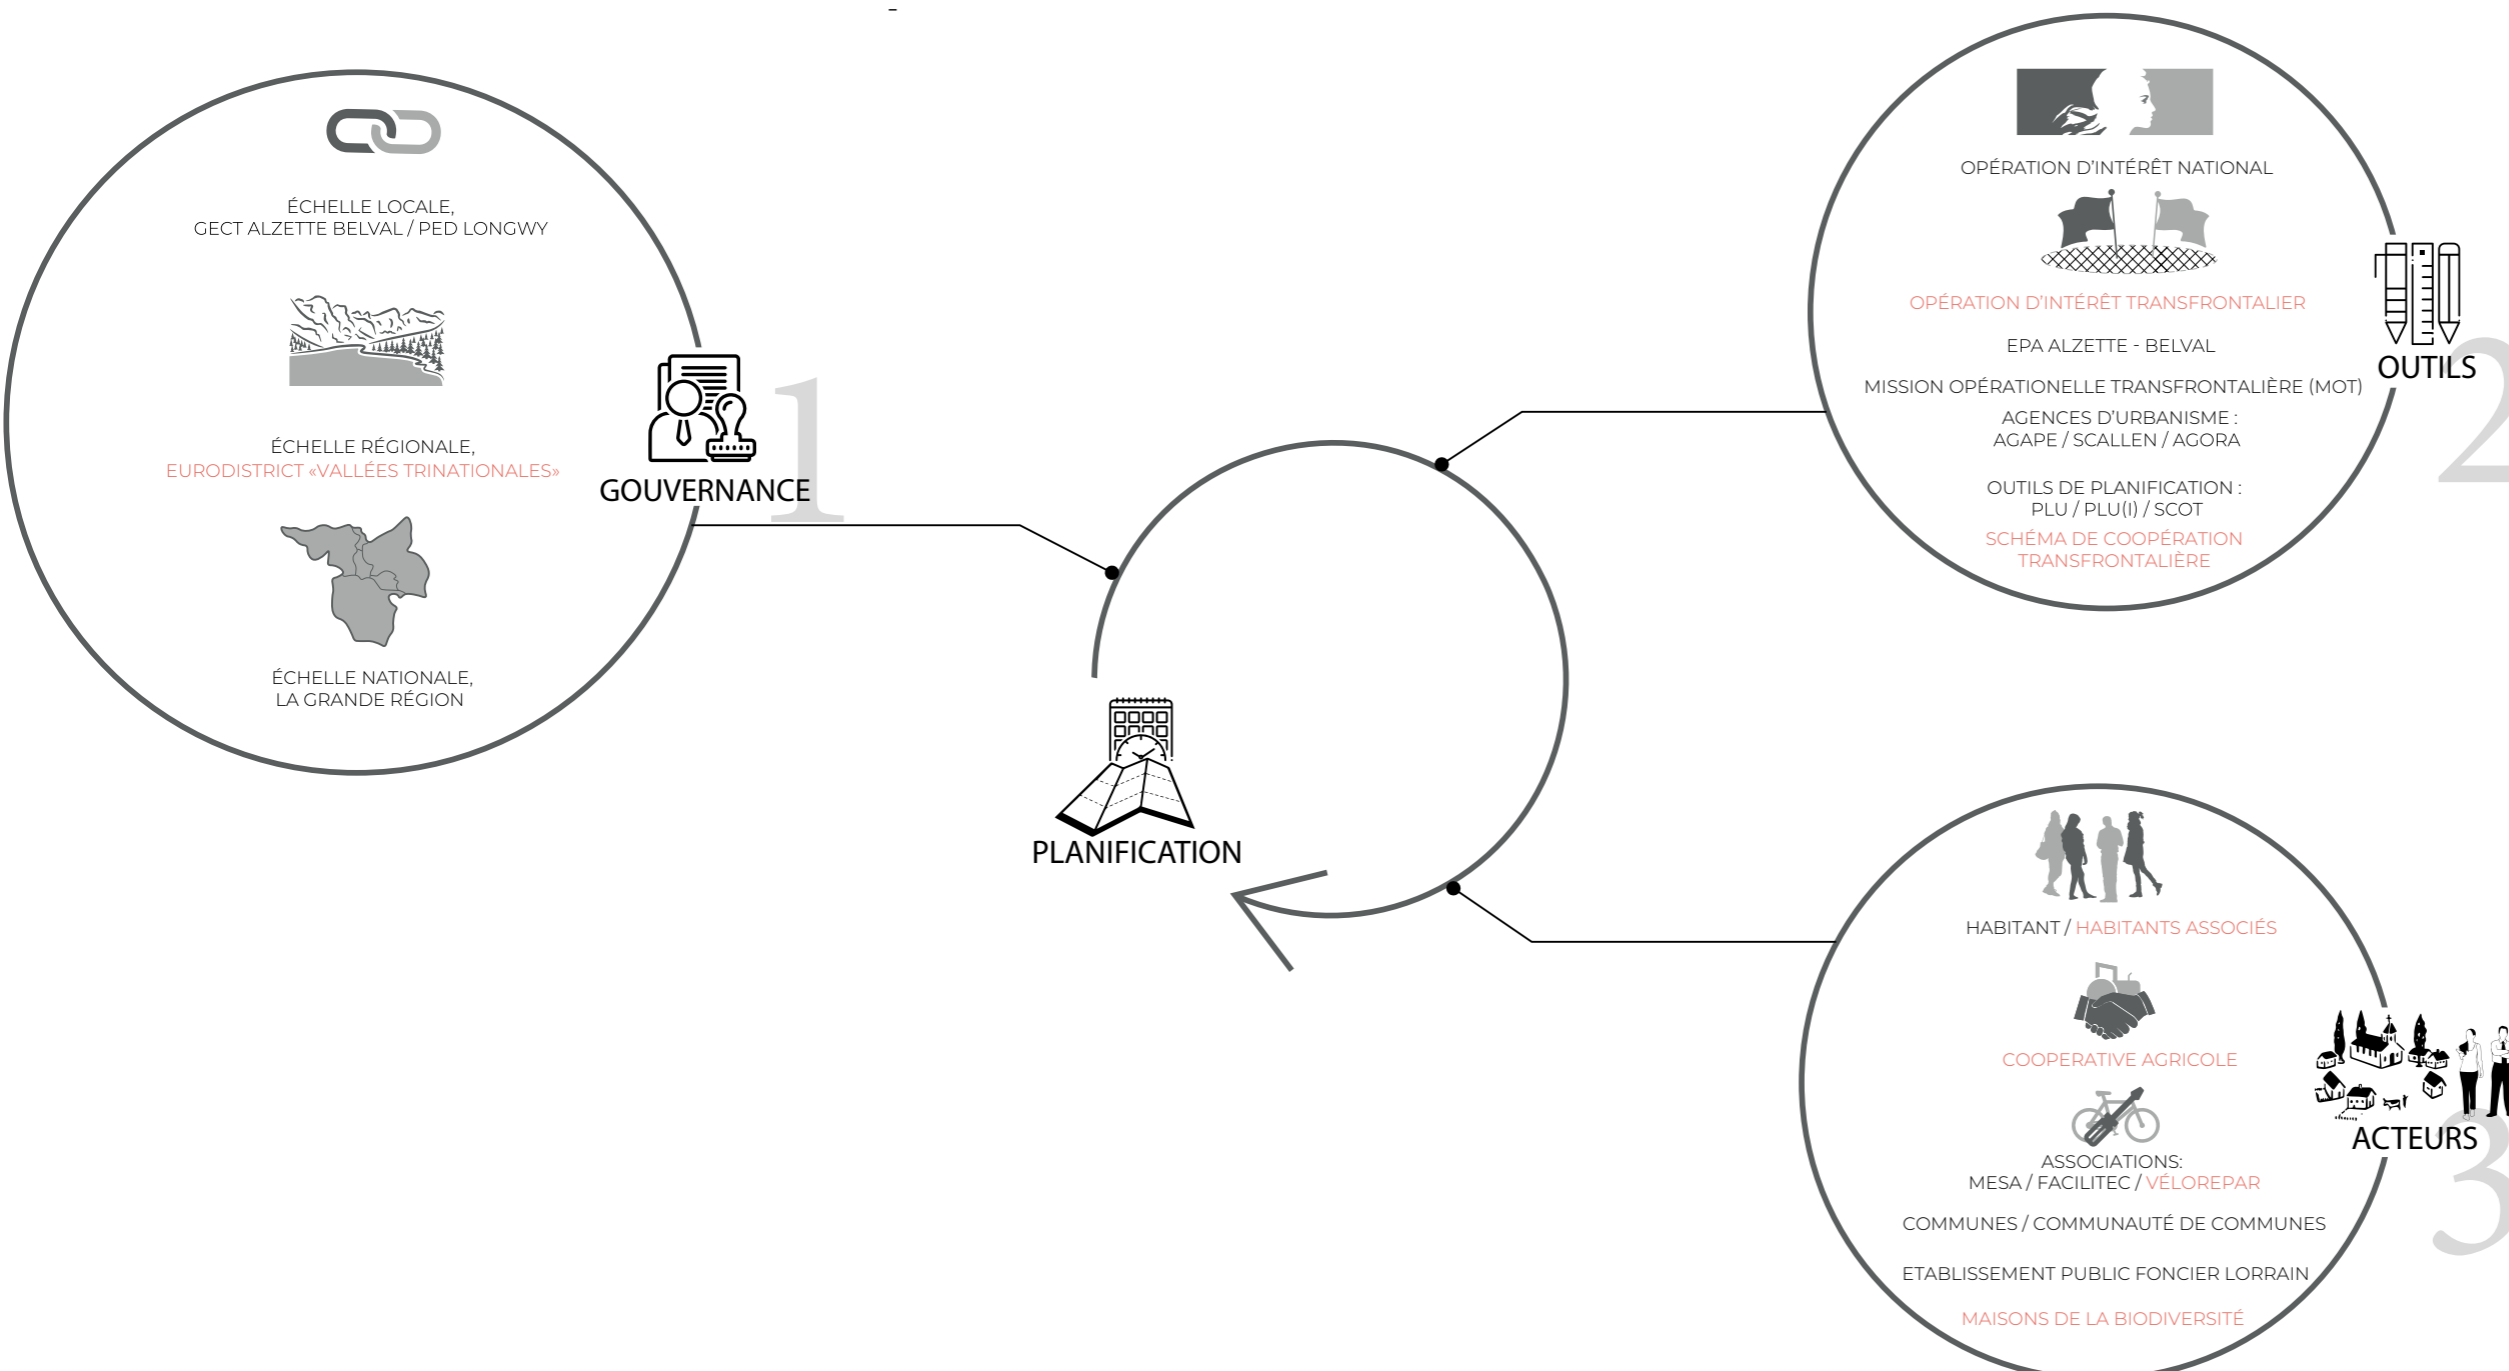 ÉCHELLE LOCALE,
GECT ALZETTE BELVAL / PED LONGWY
ÉCHELLE RÉGIONALE,
EURODISTRICT «VALLÉES TRINATIONALES»
ÉCHELLE NATIONALE,
LA GRANDE RÉGION
1
GOUVERNANCE
PLANIFICATION
OPÉRATION D'INTÉRÊT NATIONAL
OPÉRATION D'INTÉRÊT TRANSFRONTALIER
EPA ALZETTE - BELVAL
MISSION OPÉRATIONELLE TRANSFRONTALIÈRE (MOT)
AGENCES D'URBANISME :
AGAPE / SCALLEN / AGORA
OUTILS DE PLANIFICATION :
PLU / PLU(I) / SCOT
SCHÉMA DE COOPÉRATION
TRANSFRONTALIÈRE
2
OUTILS
HABITANT / HABITANTS ASSOCIÉS
COOPERATIVE AGRICOLE
ASSOCIATIONS:
MESA / FACILITEC / VÉLOREPAR
COMMUNES / COMMUNAUTÉ DE COMMUNES
ETABLISSEMENT PUBLIC FONCIER LORRAIN
MAISONS DE LA BIODIVERSITÉ
ACTEURS
3